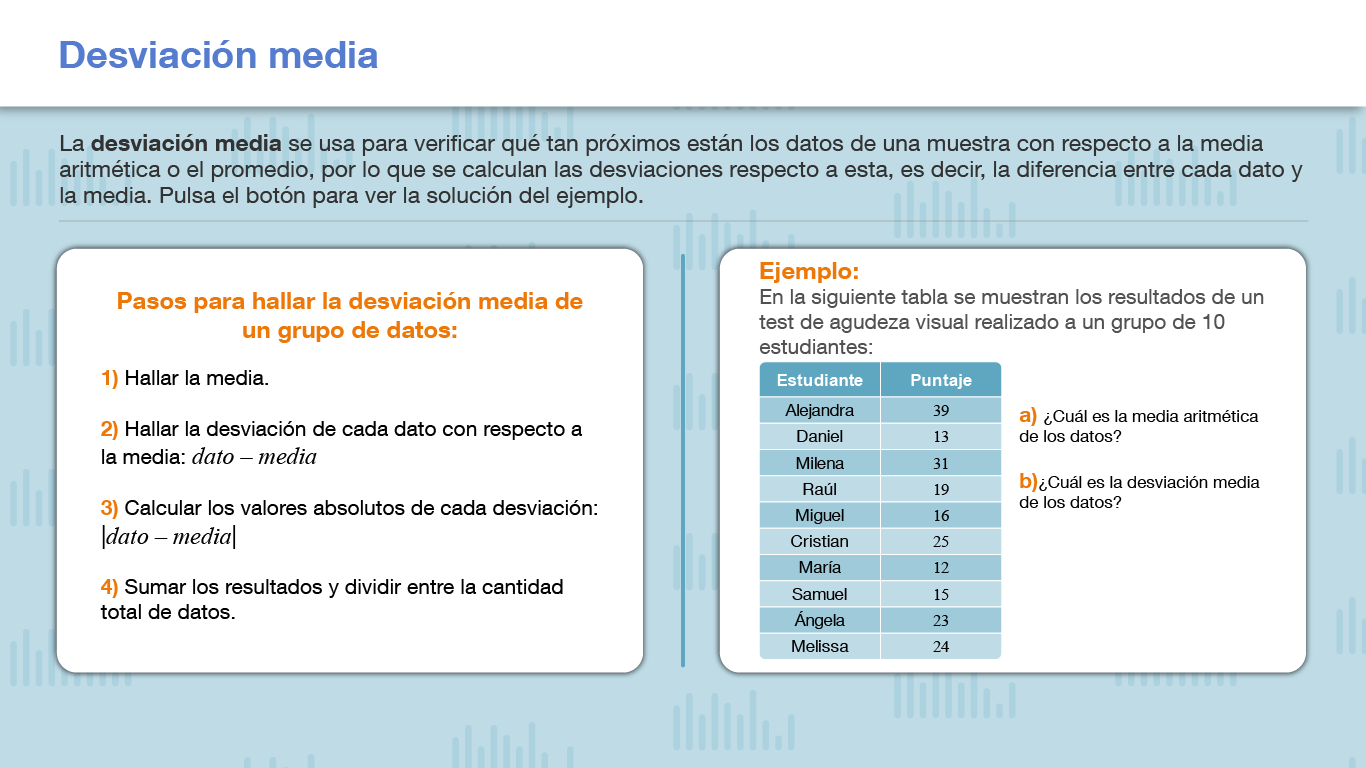 Desviación media
La desviación media se usa para verificar qué tan próximos están los datos de una muestra con respecto a la media
aritmética o el promedio, por lo que se calculan las desviaciones respecto a esta, es decir, la diferencia entre cada dato y
la media. Pulsa el botón para ver la solución del ejemplo.
Pasos para hallar la desviación media de
un grupo de datos:
1) Hallar la media.
2) Hallar la desviación de cada dato con respecto a
la media: dato – media
3) Calcular los valores absolutos de cada desviación:
|dato – media|
4) Sumar los resultados y dividir entre la cantidad
total de datos.
Ejemplo:
En la siguiente tabla se muestran los resultados de un
test de agudeza visual realizado a un grupo de 10
estudiantes:
Estudiante Puntaje
Alejandra 39
Daniel 13
Milena 31
Raúl 19
Miguel 16
Cristian 25
María 12
Samuel 15
Ángela 23
Melissa 24
a) ¿Cuál es la media aritmética
de los datos?
b)¿Cuál es la desviación media
de los datos?